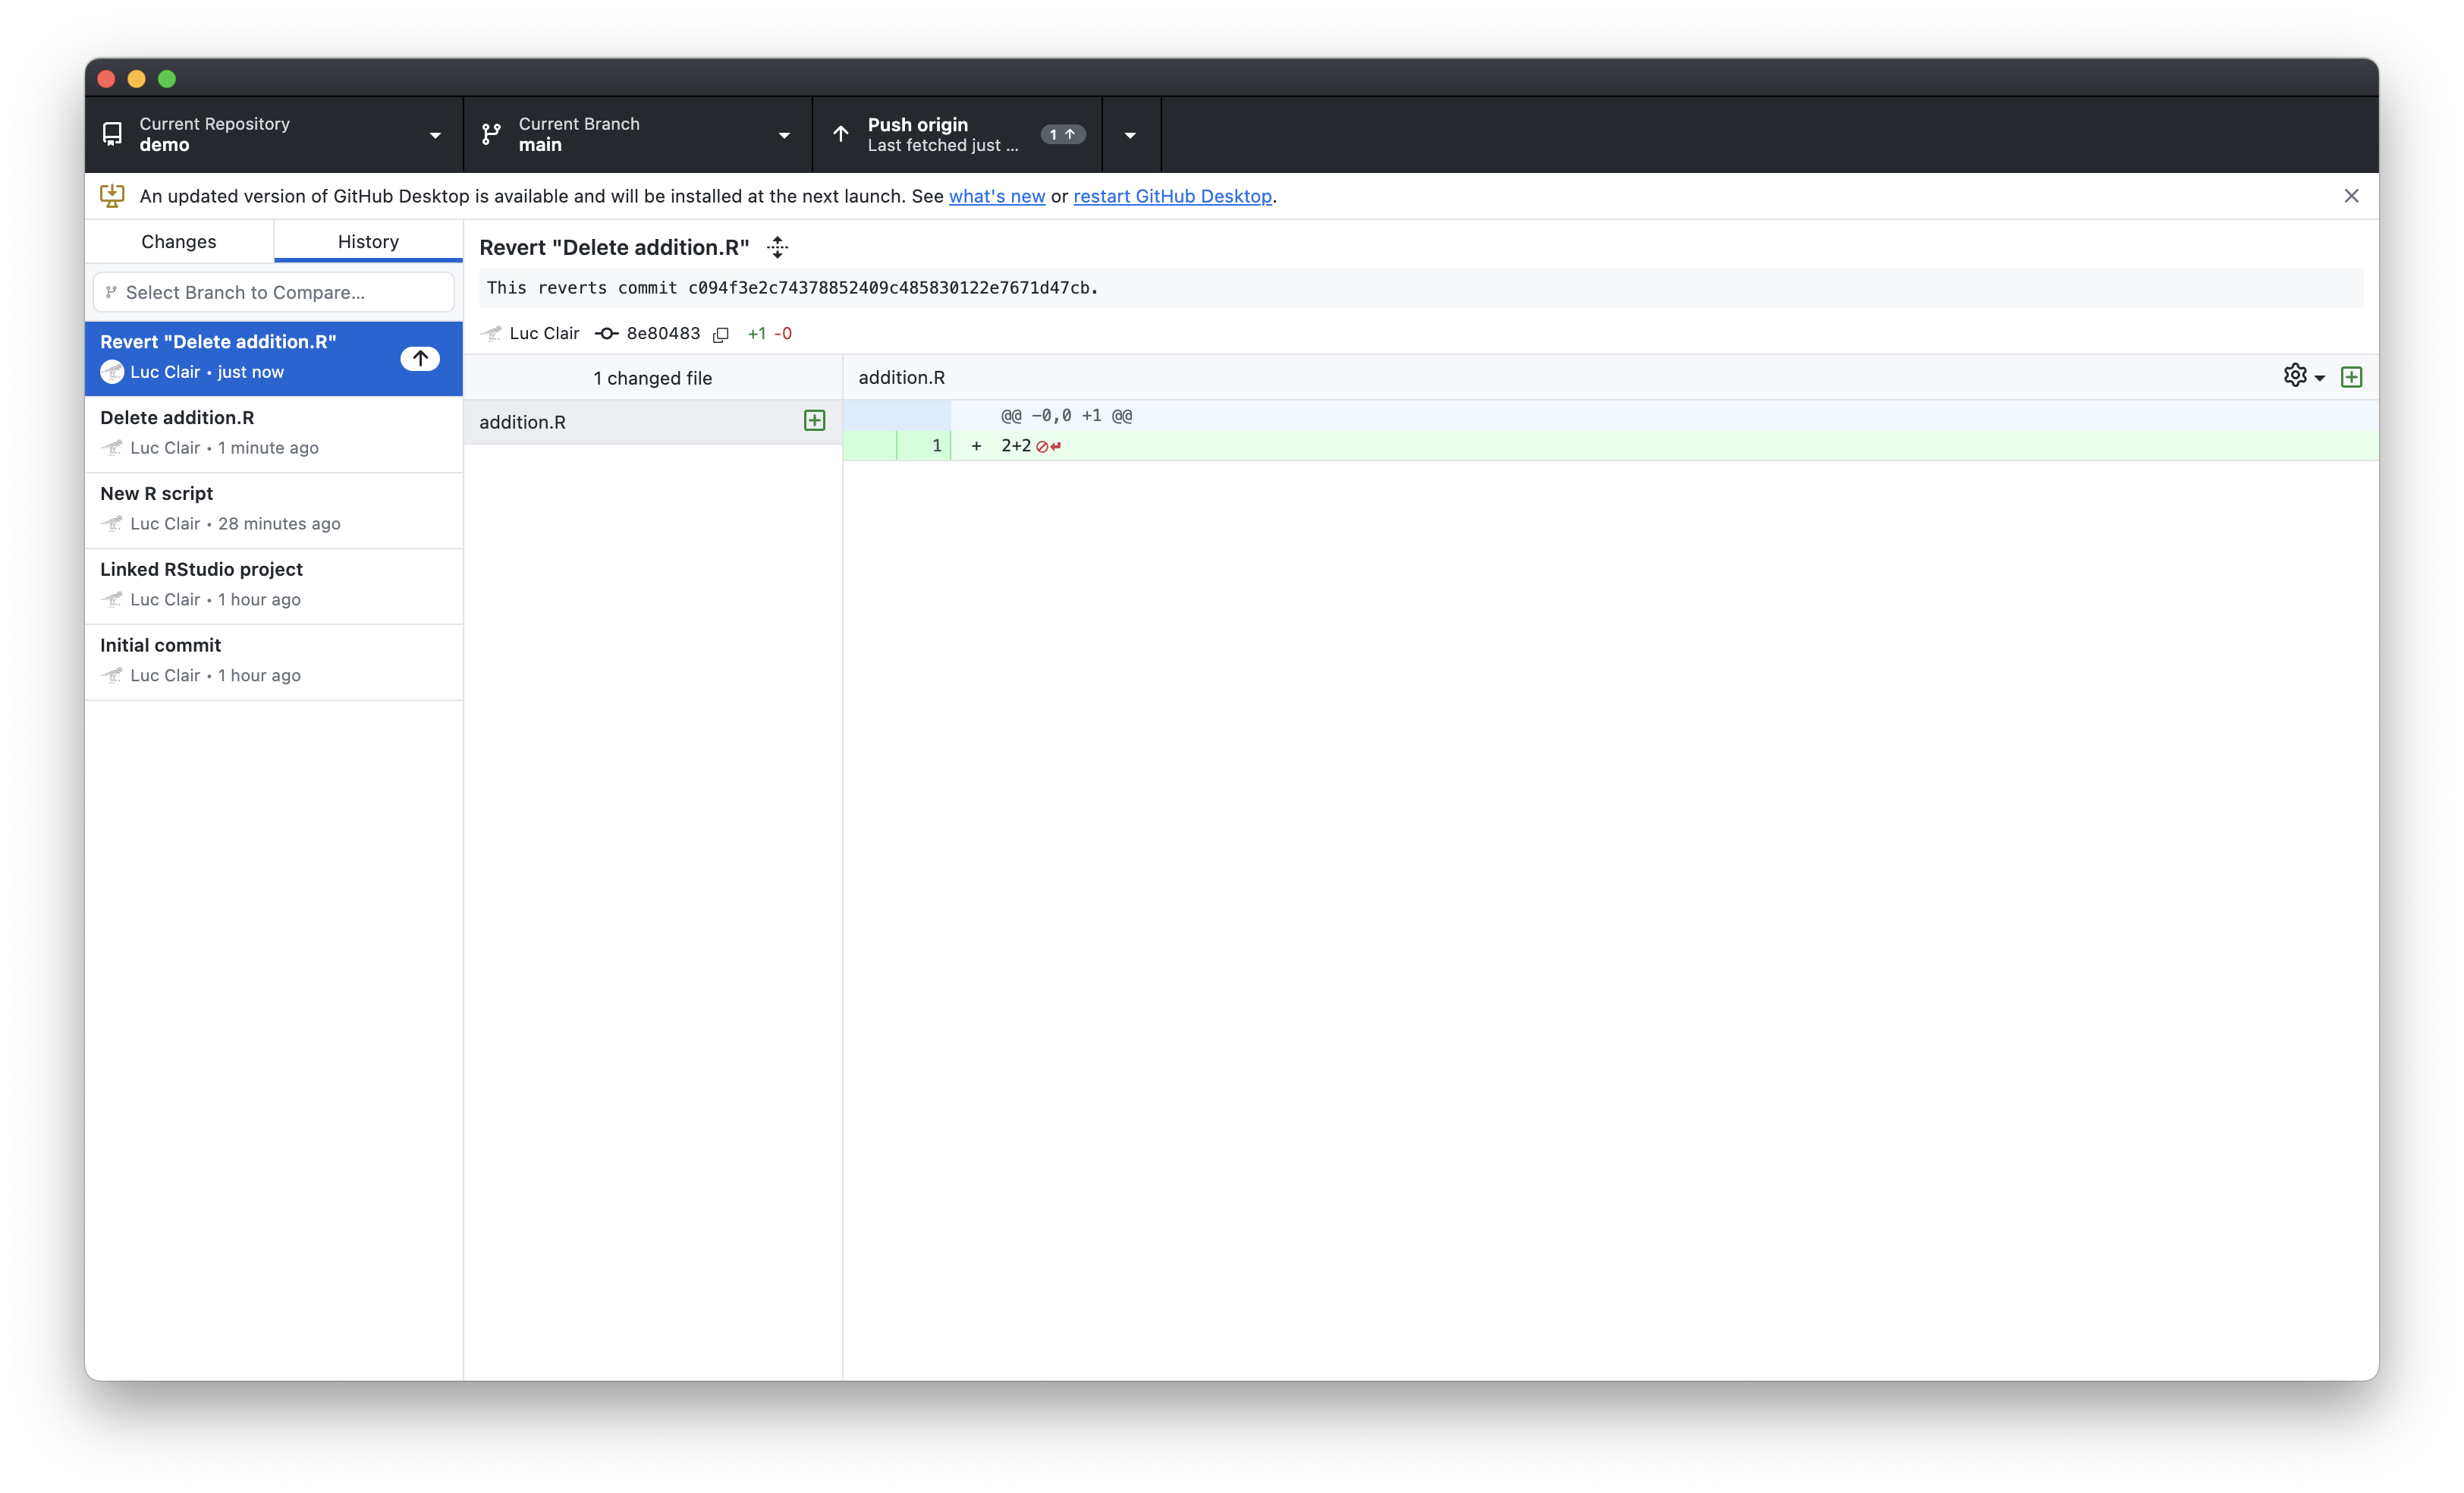 Current Repository
demo
Current Branch
main
Push origin
Last fetched just ...
1
An updated version of GitHub Desktop is available and will be installed at the next launch. See what's new or restart GitHub Desktop.
Changes
History
Select Branch to Compare...
Revert "Delete addition.R"
Luc Clair • just now
Delete addition.R
Luc Clair • 1 minute ago
New R script
Luc Clair • 28 minutes ago
Linked RStudio project
Luc Clair • 1 hour ago
Initial commit
Luc Clair • 1 hour ago
Revert "Delete addition.R"
This reverts commit c094f3e2c74378852409c485830122e7671d47cb.
Luc Clair 8e80483 +1 -0
1 changed file
addition.R
addition.R
@@ -0,0 +1 @@
1 + 2+2